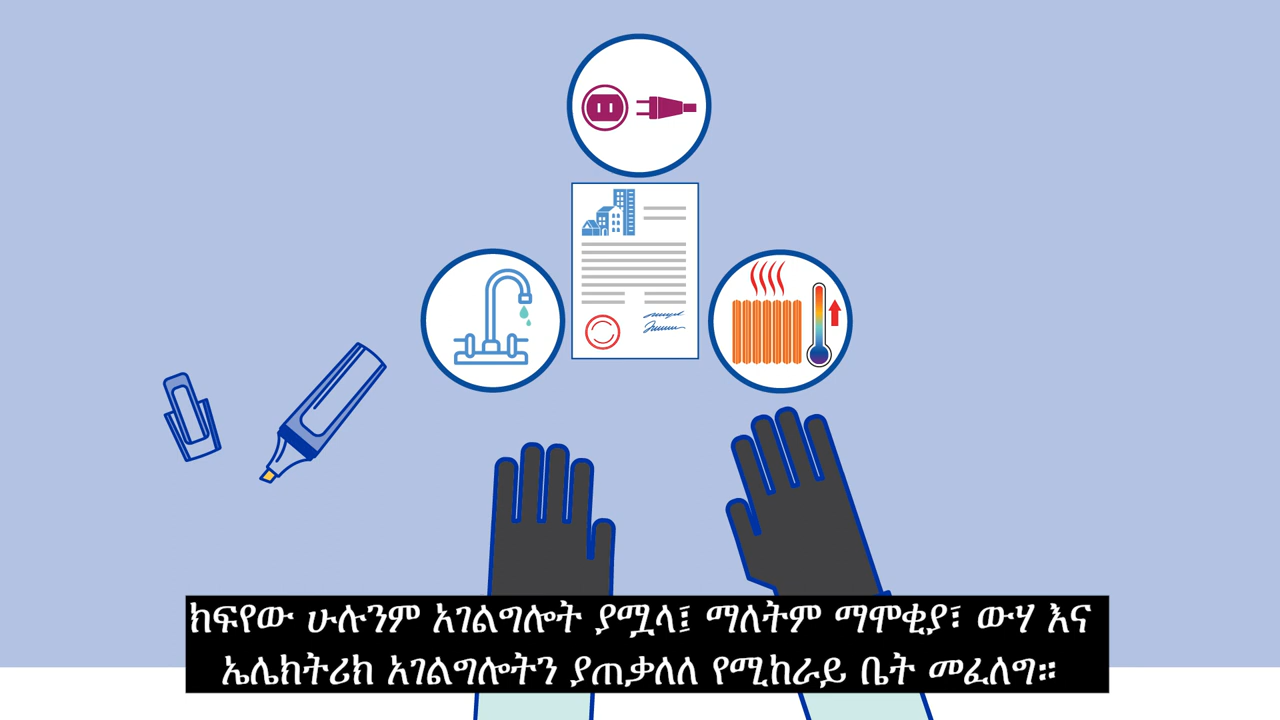 ክፍየው ሁሉንም አገልግሎት ያሟላ፤ ማለትም ማሞቂያ፣ ውሃ እና
ኤሌክትሪክ አገልግሎትን ያጠቃለለ የሚከራይ ቤት መፈለግ።